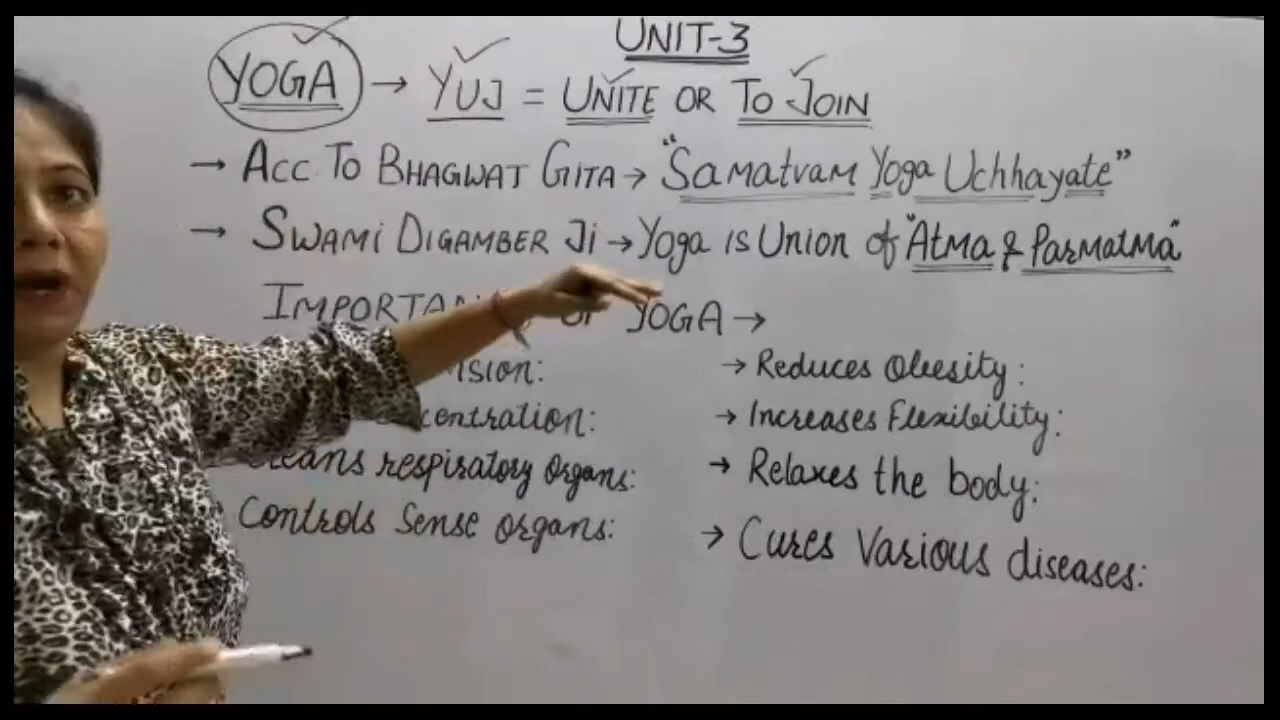 UNIT-3
YOGA → YUJ = UNITE OR TO JOIN
→ ACC. TO BHAGWAT GITA → "Samatvam Yoga Uchhayate"
→ SWAMI DIGAMBER Ji → Yoga is Union of "Atma & Parmatma"
YOGA →
→ Reduces Obesity:
→ Increases Flexibility:
respiratory organs:
→ Relaxes the body:
Controls Sense organs:
→ Cures Various diseases: